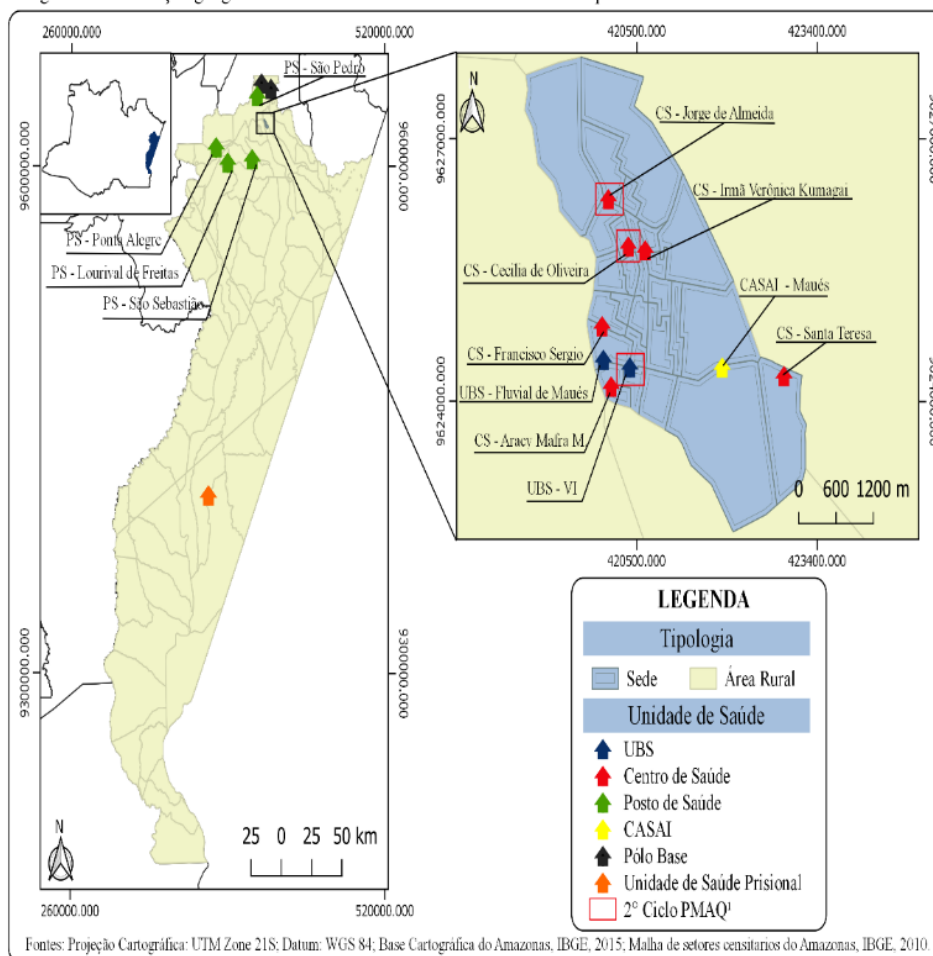 260000.000
520000.000
PS - São Pedro
N
420500.000
423400.000
9600000.000
9660000.000
PS - Ponta Alegre
PS - Lourival de Freitas
PS - São Sebastião
9300000.000
9300000.000
N
25 0 25 50 km
260000.000
520000.000
9627000.000
CS - Jorge de Almeida
CS - Irmã Verônica Kumagai
CS - Cecilia de Oliveira
CASAI - Maués
CS - Santa Teresa
CS - Francisco Sergio
UBS - Fluvial de Maués
CS - Aracy Mafra M
UBS - VI
9624000.000
0 600 1200 m
420500.000
423400.000
LEGENDA
Tipologia
Sede
Área Rural
Unidade de Saúde
UBS
Centro de Saúde
Posto de Saúde
CASAI
Pólo Base
Unidade de Saúde Prisional
2° Ciclo PMAQ¹
Fontes: Projeção Cartográfica: UTM Zone 21S; Datum: WGS 84; Base Cartográfica do Amazonas, IBGE, 2015; Malha de setores censitarios do Amazonas, IBGE, 2010.